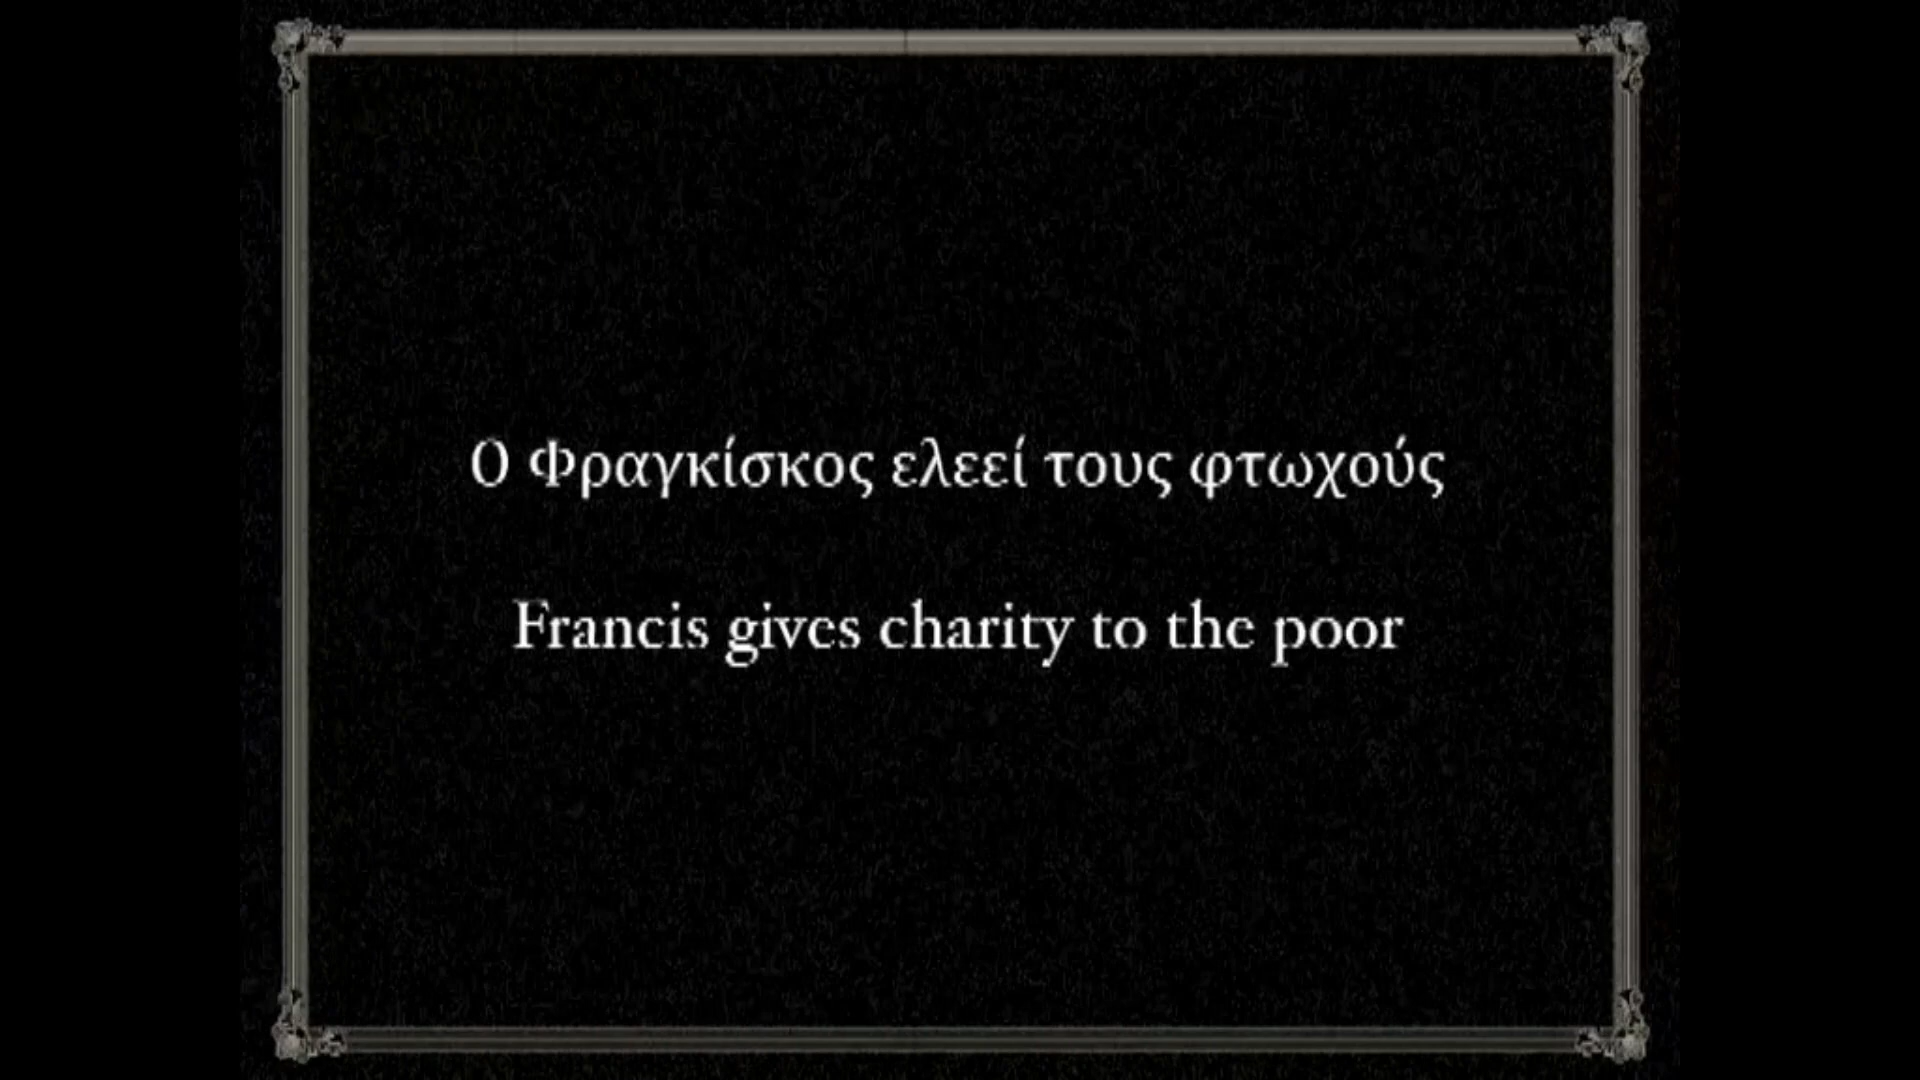 Ο Φραγκίσκος ελεεί τους φτωχούς
Francis gives charity to the poor